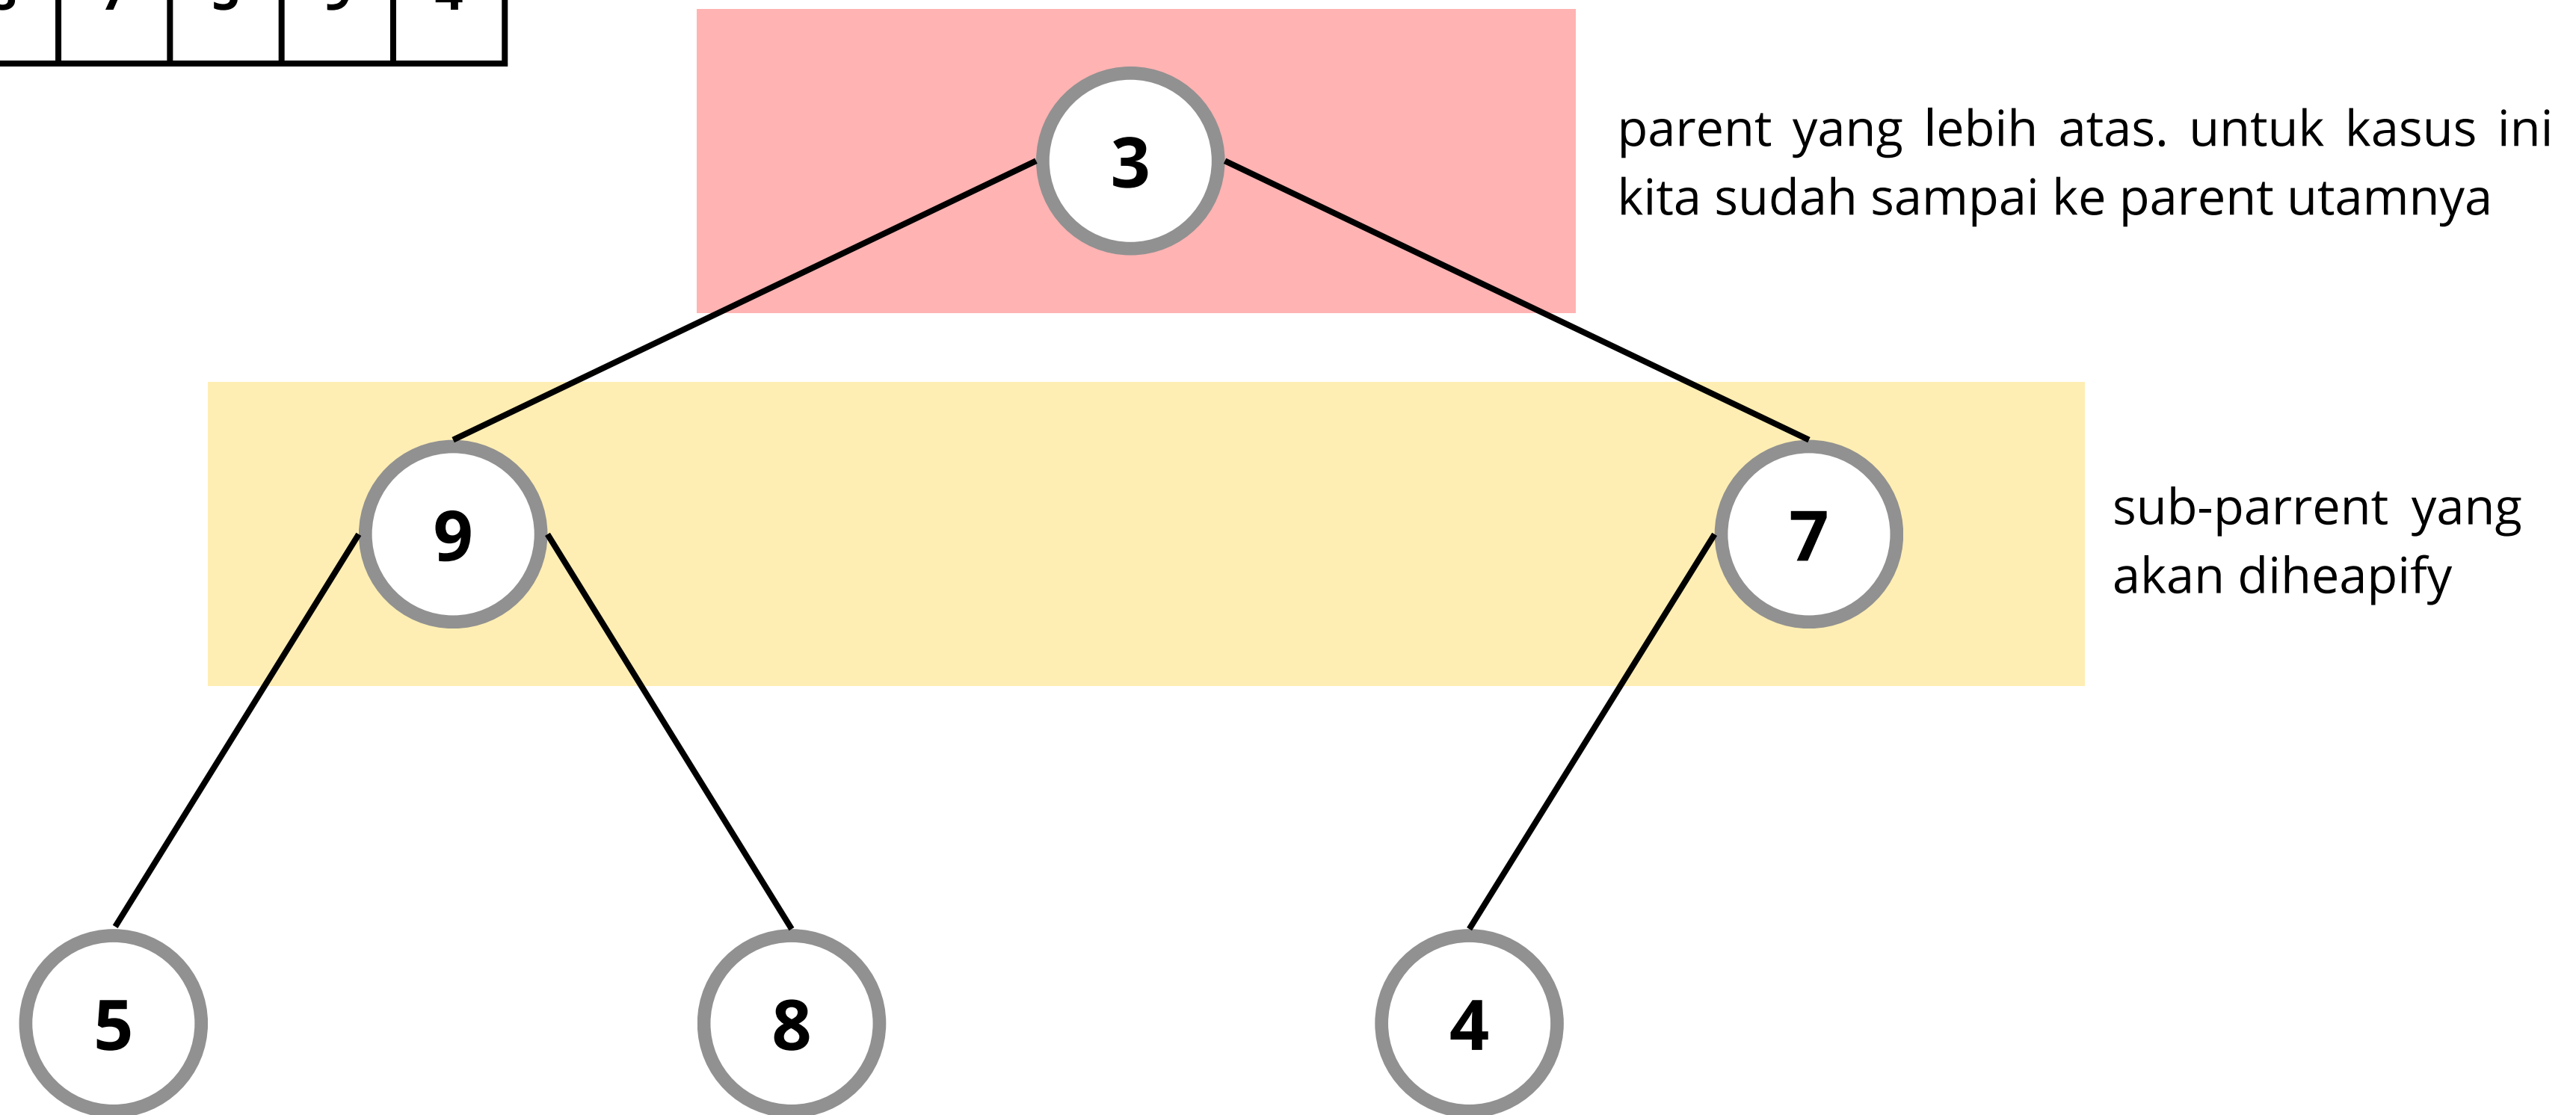 3
parent yang lebih atas. untuk kasus ini
kita sudah sampai ke parent utamnya
9
7
sub-parrent yang
akan diheapify
5
8
4